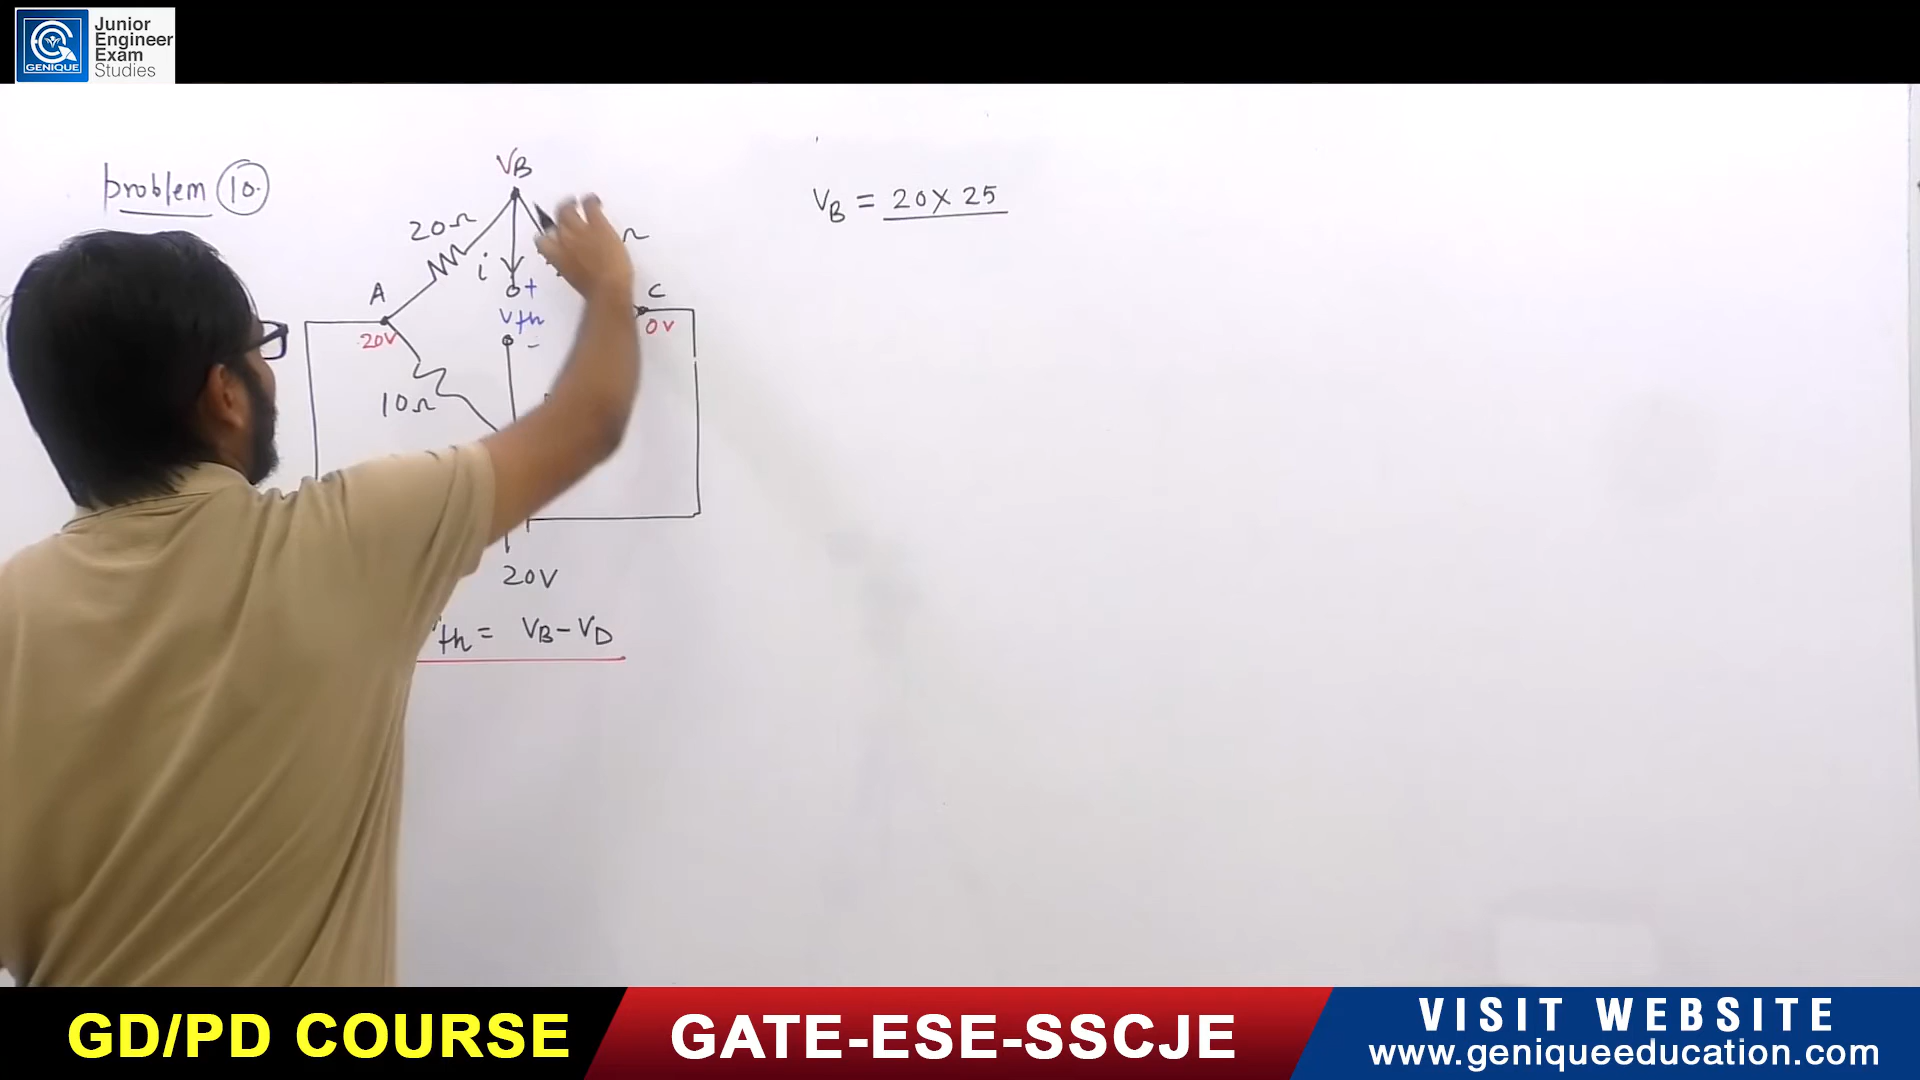 GENIQUE
Junior
Engineer
Exam
Studies
problem 10.
VB
20Ω
i
+
Vth
-
A
20V
C
0V
10Ω
Ω
20V
th = VB - VD
VB = 20 × 25
GD/PD COURSE
GATE-ESE-SSCJE
VISIT WEBSITE
www.geniqueeducation.com